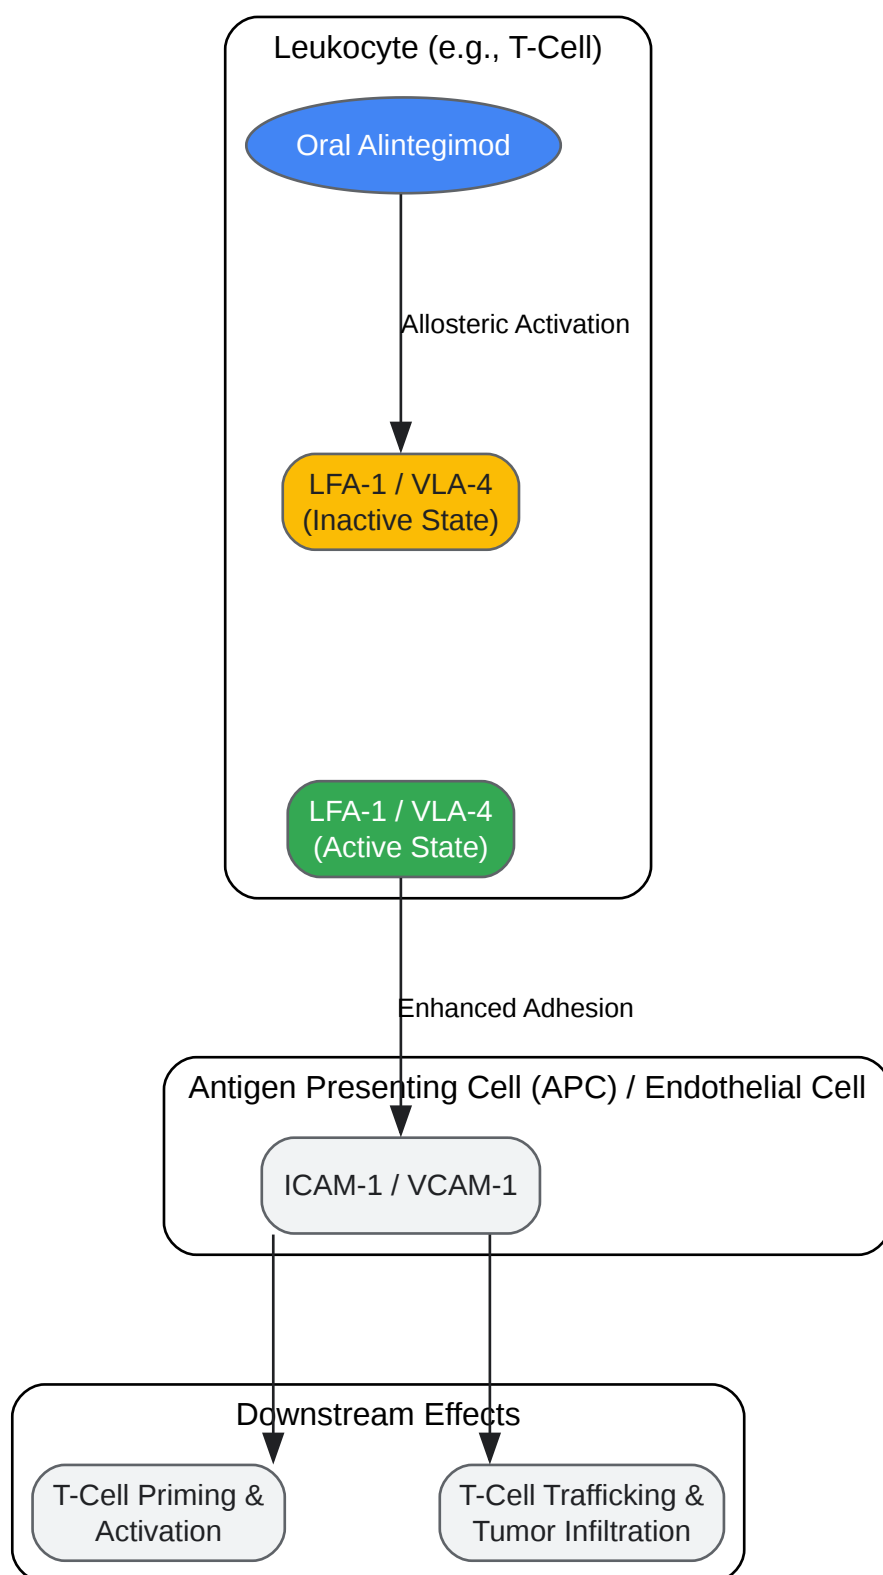 Leukocyte (e.g., T-Cell)
Oral Alintegimod
Allosteric Activation
LFA-1 / VLA-4
(Inactive State)
LFA-1 / VLA-4
(Active State)
Enhanced Adhesion
Antigen Presenting Cell (APC) / Endothelial Cell
ICAM-1 / VCAM-1
Downstream Effects
T-Cell Priming &
Activation
T-Cell Trafficking &
Tumor Infiltration